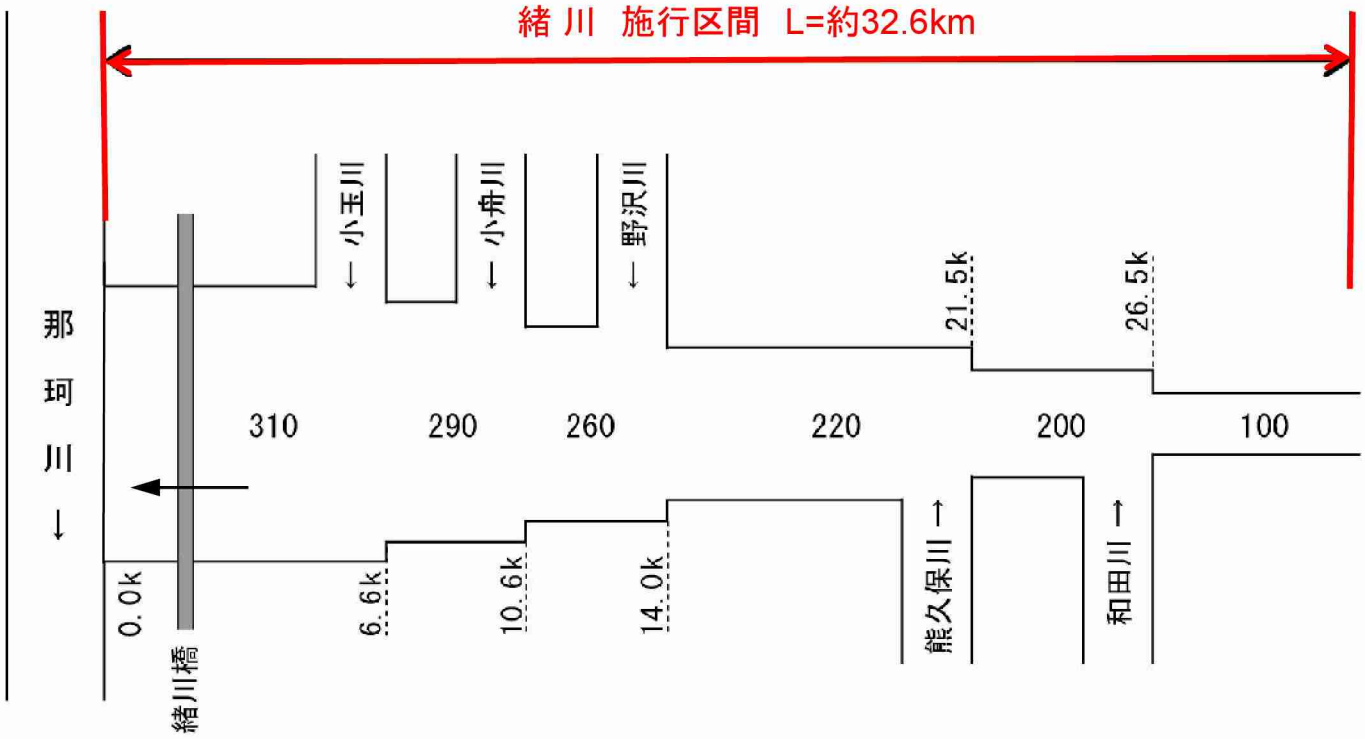 緒川 施行区間 L=約32.6km
← 小玉川
← 小舟川
← 野沢川
21.5k
26.5k
那珂川 ↓
310
290
260
220
200
100
0.0k
6.6k
10.6k
14.0k
熊久保川 →
和田川 →
緒川橋